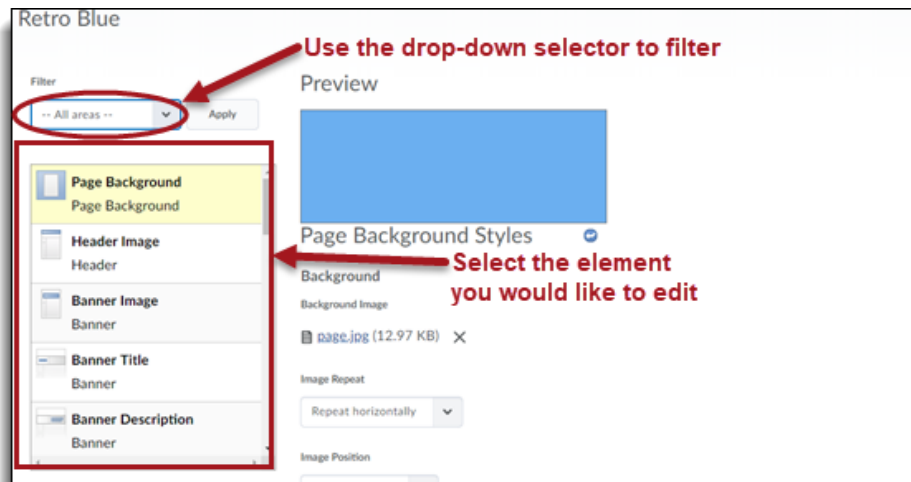 Retro Blue
Use the drop-down selector to filter
Filter
-- All areas --
Apply
Preview
Page Background
Page Background
Header Image
Header
Banner Image
Banner
Banner Title
Banner
Banner Description
Banner
Page Background Styles
Select the element
you would like to edit
Background
Background Image
page.jpg (12.97 KB)
Image Repeat
Repeat horizontally
Image Position